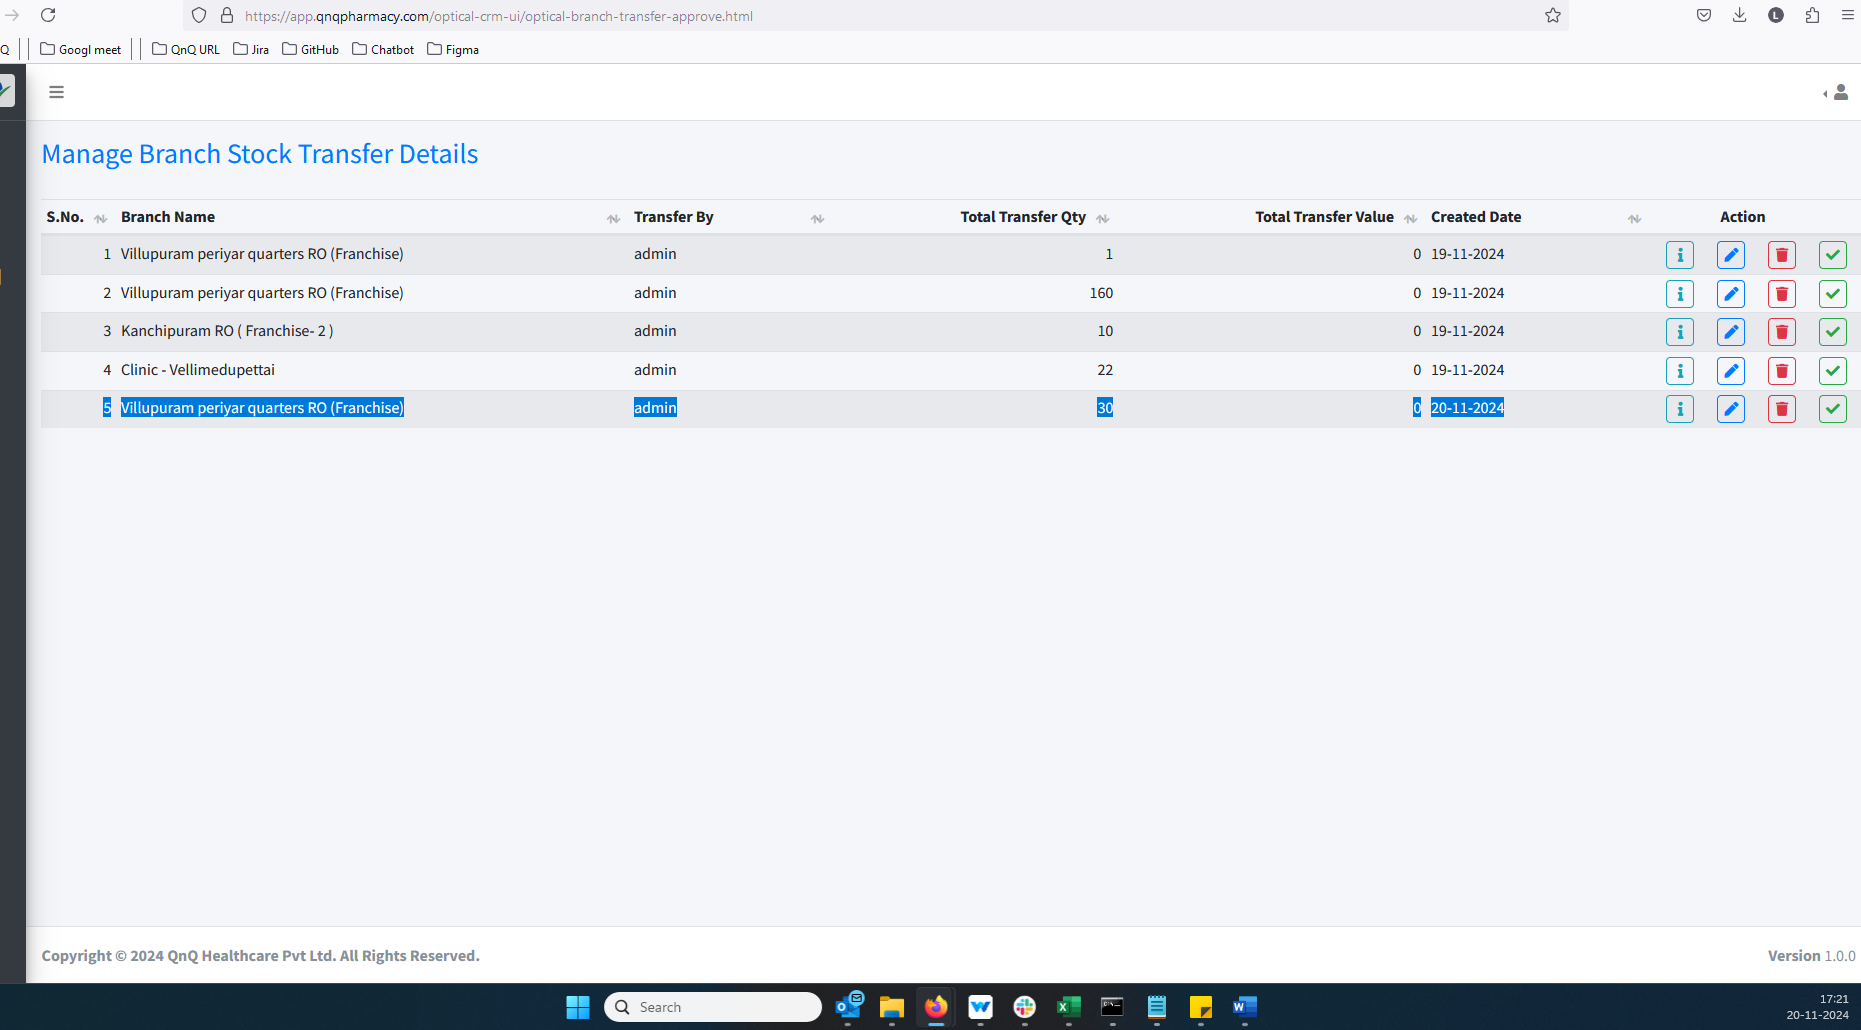 https://app.qnqpharmacy.com/optical-crm-ui/optical-branch-transfer-approve.html
L
Q Googl meet QnQ URL Jira GitHub Chatbot Figma
Manage Branch Stock Transfer Details
S.No. Branch Name Transfer By Total Transfer Qty Total Transfer Value Created Date Action
1 Villupuram periyar quarters RO (Franchise) admin 1 0 19-11-2024
2 Villupuram periyar quarters RO (Franchise) admin 160 0 19-11-2024
3 Kanchipuram RO ( Franchise- 2 ) admin 10 0 19-11-2024
4 Clinic - Vellimedupettai admin 22 0 19-11-2024
5 Villupuram periyar quarters RO (Franchise) admin 30 0 20-11-2024
Copyright © 2024 QnQ Healthcare Pvt Ltd. All Rights Reserved. Version 1.0.0
Search
17:21
20-11-2024